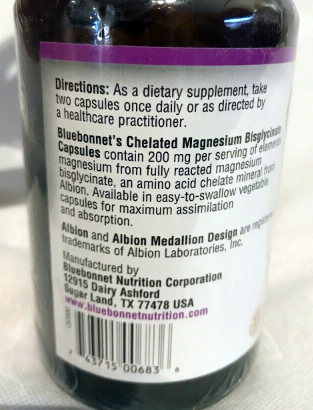 Directions: As a dietary supplement, take
two capsules once daily or as directed by
a healthcare practitioner.
Bluebonnet's Chelated Magnesium Bisglycinate
Capsules contain 200 mg per serving of elemental
magnesium from fully reacted magnesium
bisglycinate, an amino acid chelate mineral from
Albion. Available in easy-to-swallow vegetable
capsules for maximum assimilation
and absorption.
Albion and Albion Medallion Design are registered
trademarks of Albion Laboratories, Inc.
Manufactured by
Bluebonnet Nutrition Corporation
12915 Dairy Ashford
Sugar Land, TX 77478 USA
www.bluebonnetnutrition.com
7 43715 00683 6